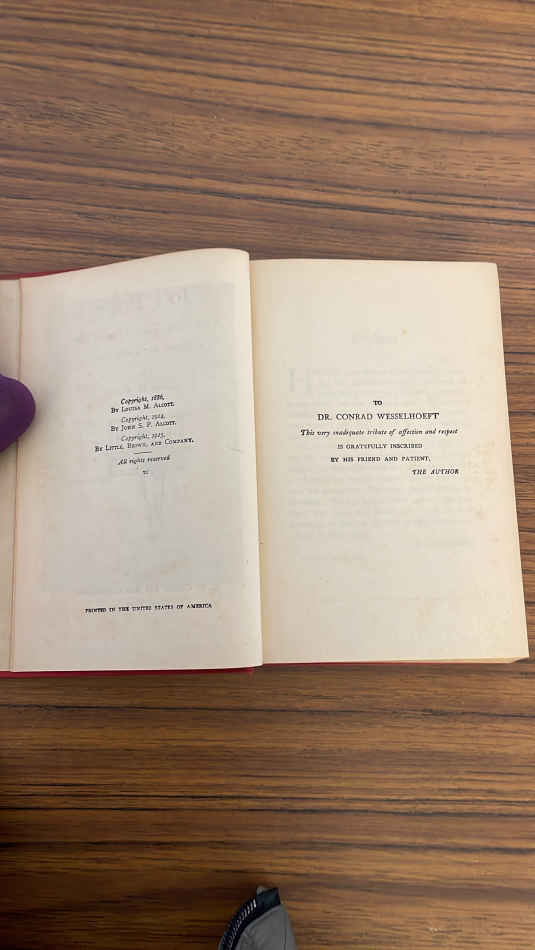 Copyright, 1886,
BY LOUISA M. ALCOTT.
Copyright, 1914,
BY JOHN S. P. ALCOTT.
Copyright, 1925,
BY LITTLE, BROWN, AND COMPANY.
All rights reserved
PRINTED IN THE UNITED STATES OF AMERICA
TO
DR. CONRAD WESSELHOEFT
This very inadequate tribute of affection and respect
IS GRATEFULLY INSCRIBED
BY HIS FRIEND AND PATIENT,
THE AUTHOR